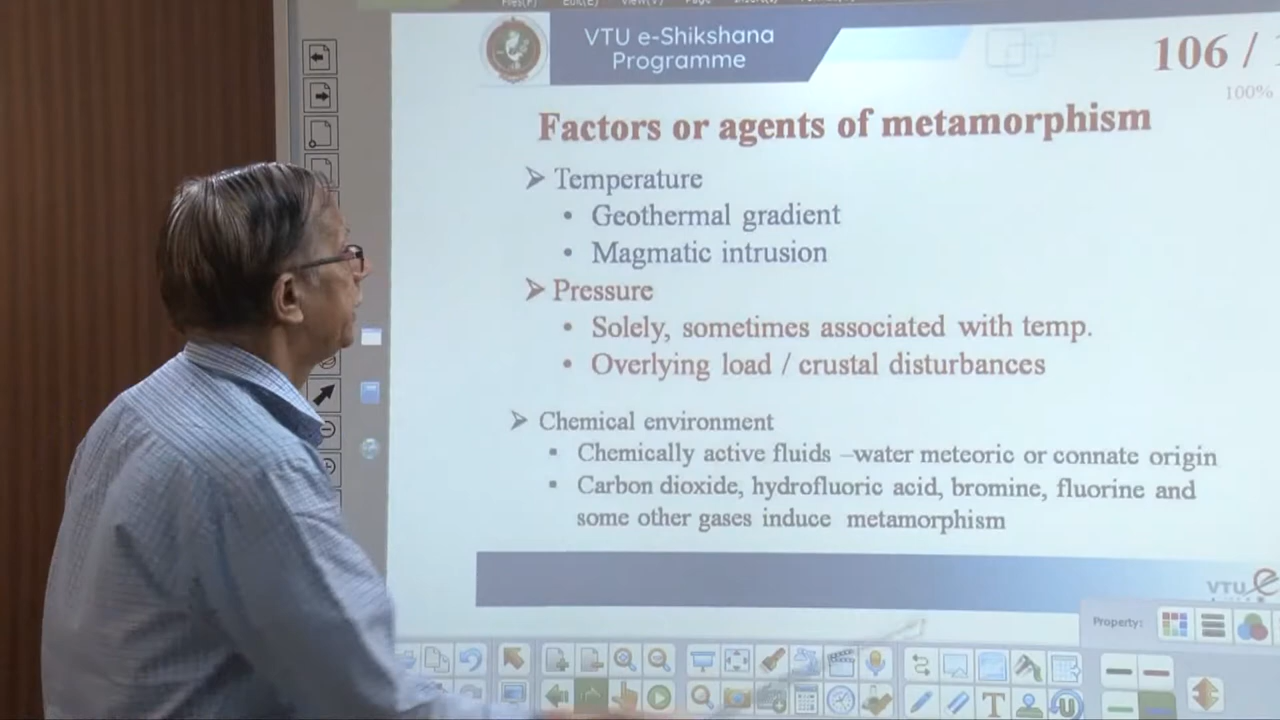 VTU e-Shikshana
Programme
106 /
100%
Factors or agents of metamorphism
➢ Temperature
• Geothermal gradient
• Magmatic intrusion
➢ Pressure
• Solely, sometimes associated with temp.
• Overlying load / crustal disturbances
➢ Chemical environment
▪ Chemically active fluids –water meteoric or connate origin
▪ Carbon dioxide, hydrofluoric acid, bromine, fluorine and
some other gases induce metamorphism
VTU e
Property: